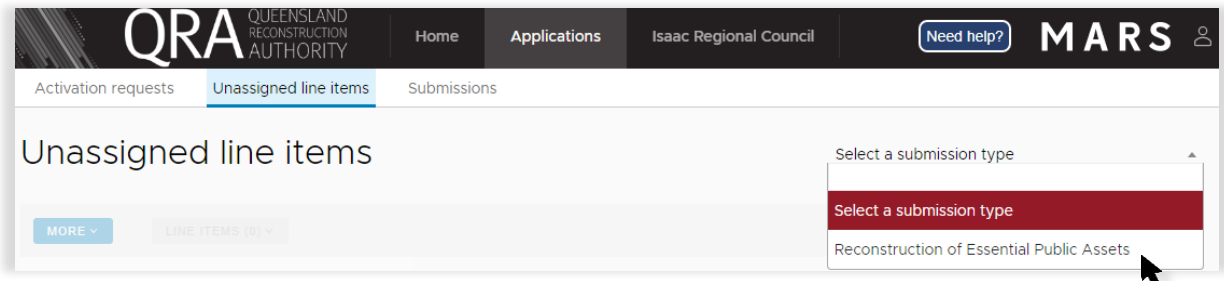 QRA QUEENSLAND
RECONSTRUCTION
AUTHORITY
Home Applications Isaac Regional Council Need help? MARS
Activation requests Unassigned line items Submissions
Unassigned line items
Select a submission type
Select a submission type
Reconstruction of Essential Public Assets
MORE LINE ITEMS (0)